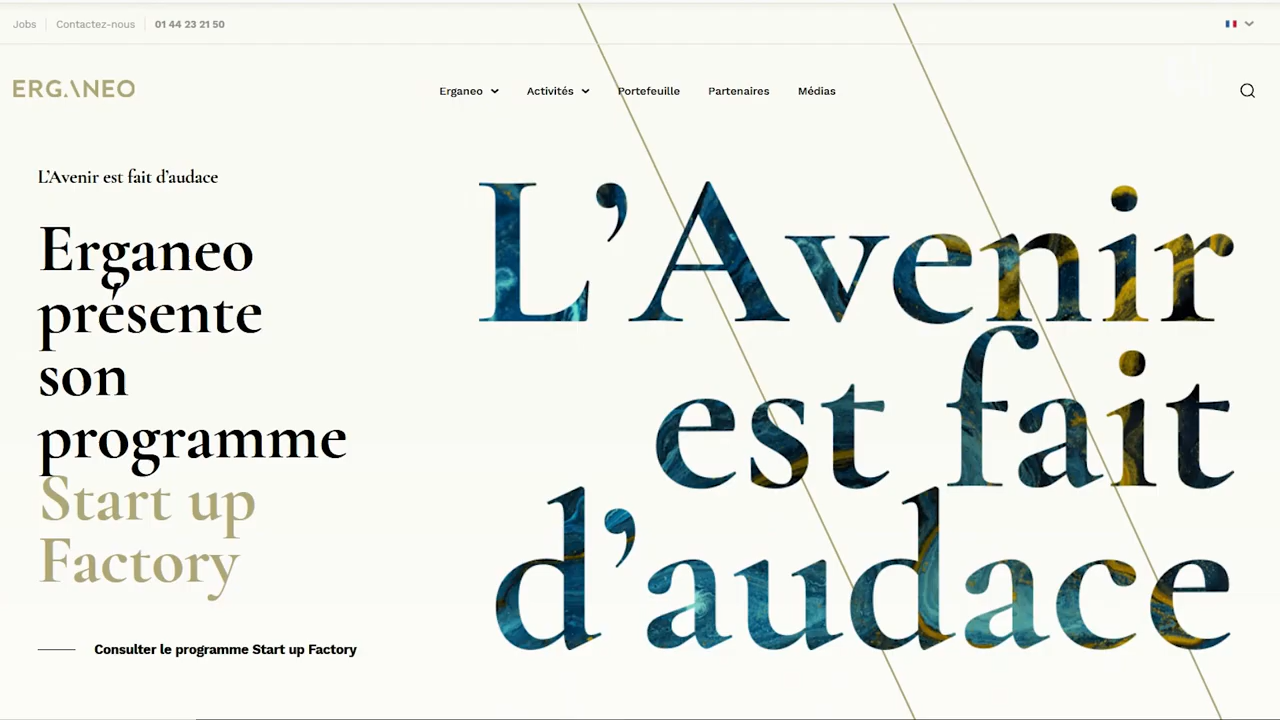 Jobs Contactez-nous 01 44 23 21 50
ERGANEO
Erganeo Activités Portefeuille Partenaires Médias
L’Avenir est fait d’audace
Erganeo
présente
son
programme
Start up
Factory
Consulter le programme Start up Factory
L’Avenir
est fait
d’audace